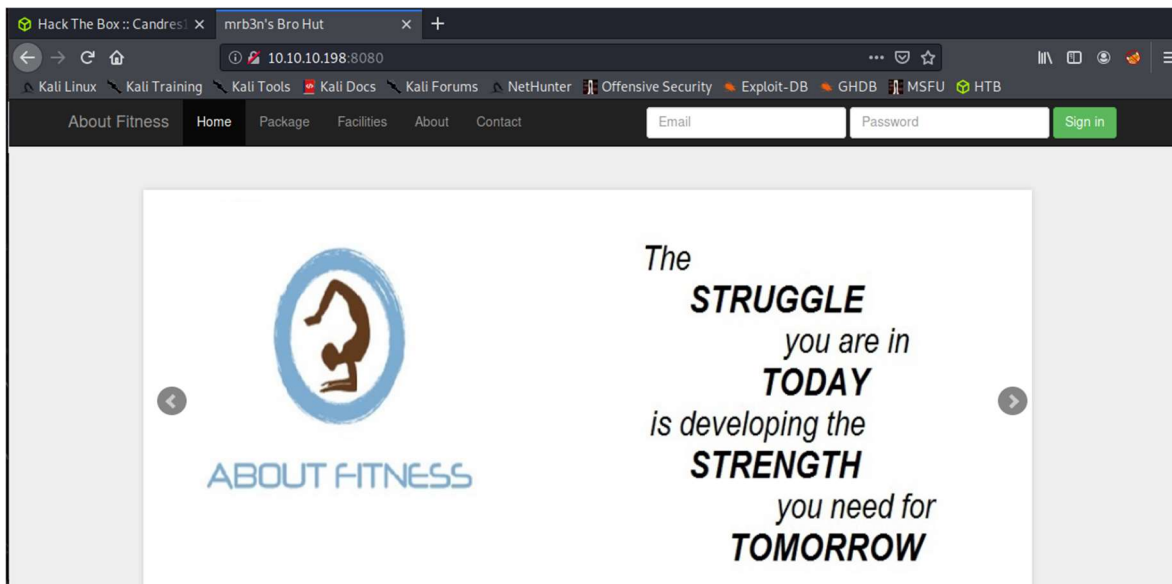 Hack The Box :: Candres1
mrb3n's Bro Hut
10.10.10.198:8080
Kali Linux Kali Training Kali Tools Kali Docs Kali Forums NetHunter Offensive Security Exploit-DB GHDB MSFU HTB
About Fitness Home Package Facilities About Contact Email Password Sign in
The
STRUGGLE
you are in
TODAY
is developing the
STRENGTH
you need for
TOMORROW
ABOUT FITNESS